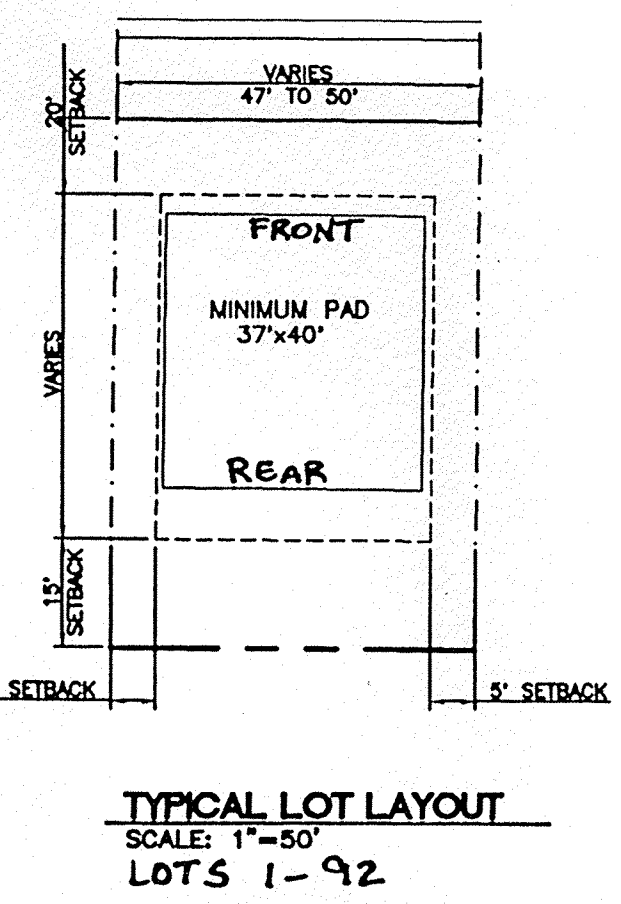 VARIES
47' TO 50'
20'
SETBACK
FRONT
MINIMUM PAD
37'x40'
VARIES
REAR
15'
SETBACK
SETBACK
5' SETBACK
TYPICAL LOT LAYOUT
SCALE: 1"=50'
LOTS 1-92